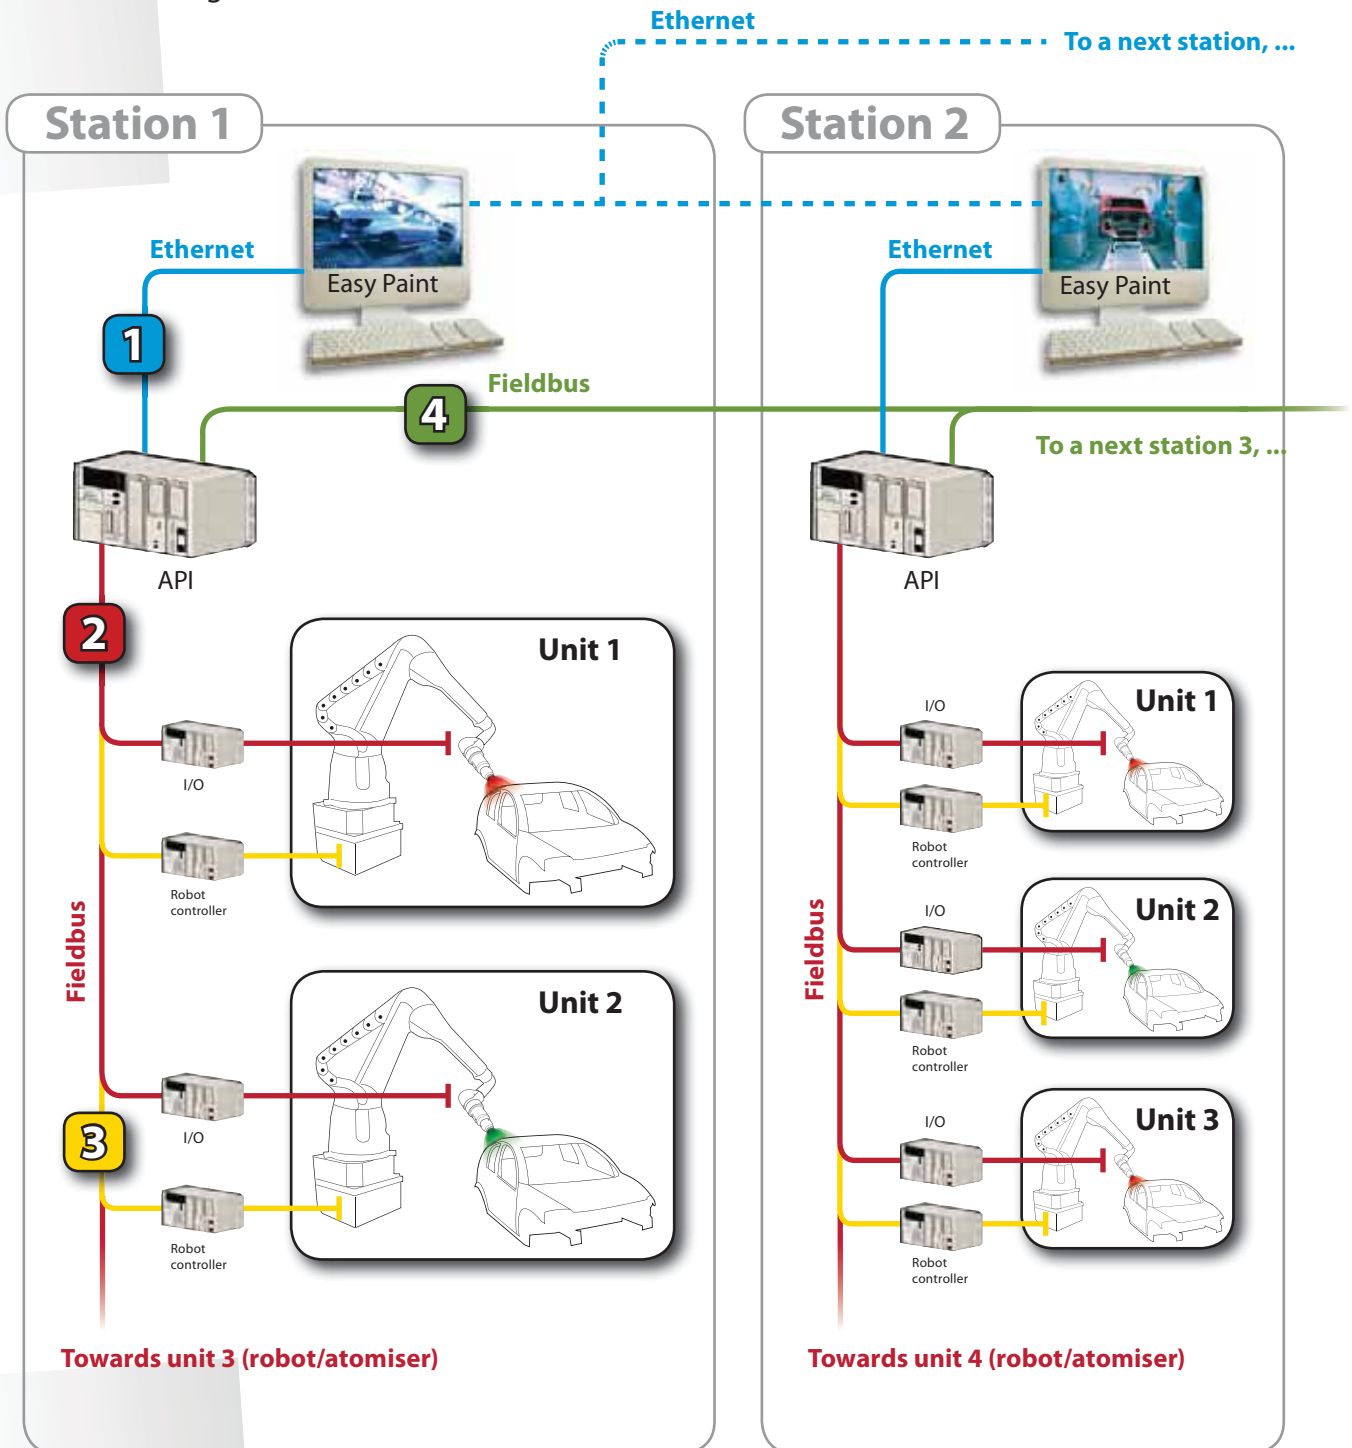 Ethernet
To a next station, ...
Station 1
Station 2
Ethernet
Easy Paint
Ethernet
Easy Paint
1
Fieldbus
4
To a next station 3, ...
API
API
2
Unit 1
I/O
Robot
controller
Fieldbus
Unit 2
I/O
3
Robot
controller
Towards unit 3 (robot/atomiser)
I/O
Unit 1
Robot
controller
Fieldbus
I/O
Unit 2
Robot
controller
I/O
Unit 3
Robot
controller
Towards unit 4 (robot/atomiser)